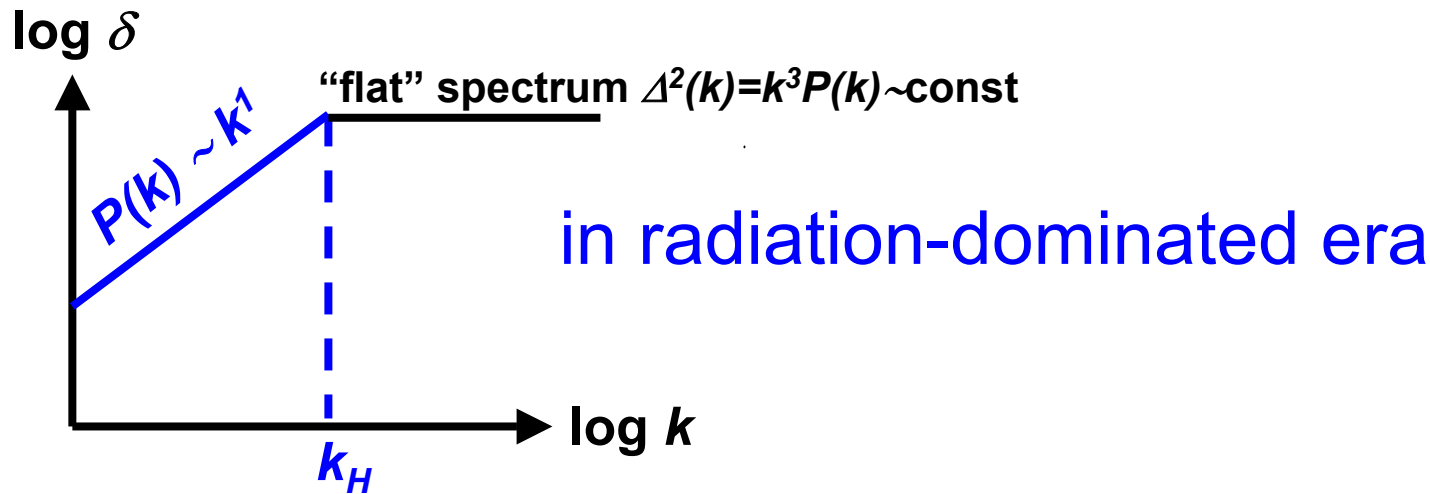 log δ
“flat” spectrum Δ²(k)=k³P(k)~const
P(k) ~ k¹
in radiation-dominated era
log k
k_H